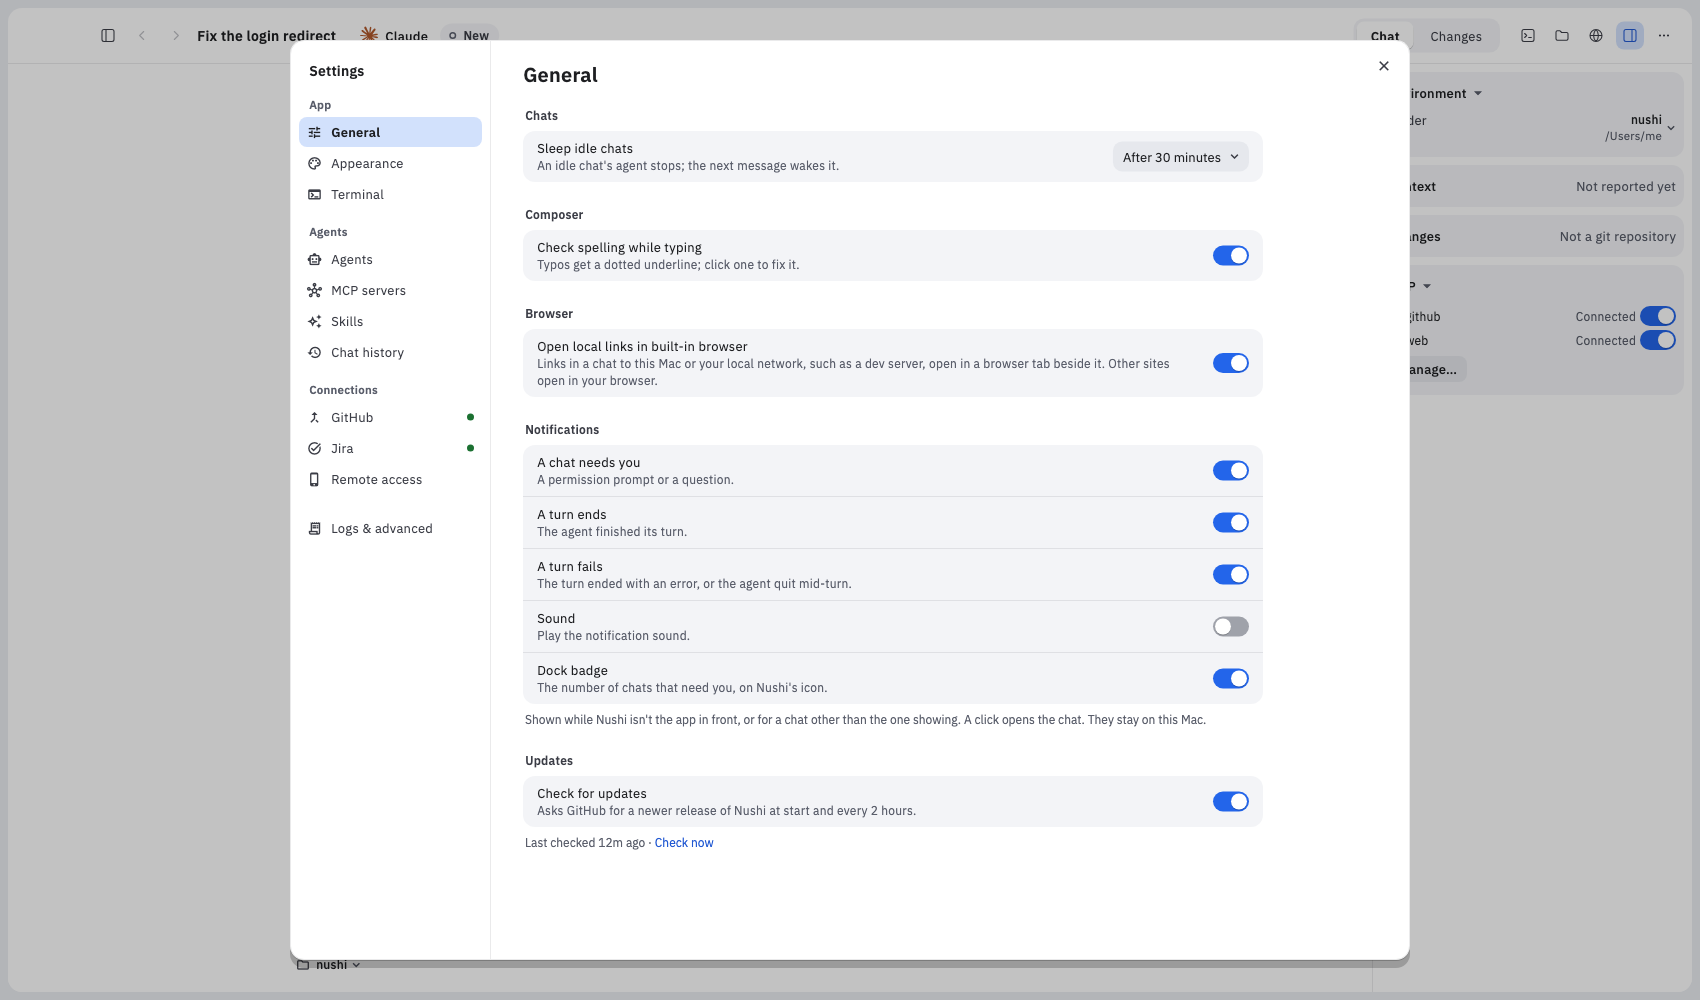 Fix the login redirect
Claude
New
Chat
Changes
Settings
App
General
Appearance
Terminal
Agents
Agents
MCP servers
Skills
Chat history
Connections
GitHub
Jira
Remote access
Logs & advanced
General
Chats
Sleep idle chats
An idle chat's agent stops; the next message wakes it.
After 30 minutes
Composer
Check spelling while typing
Typos get a dotted underline; click one to fix it.
Browser
Open local links in built-in browser
Links in a chat to this Mac or your local network, such as a dev server, open in a browser tab beside it. Other sites
open in your browser.
Notifications
A chat needs you
A permission prompt or a question.
A turn ends
The agent finished its turn.
A turn fails
The turn ended with an error, or the agent quit mid-turn.
Sound
Play the notification sound.
Dock badge
The number of chats that need you, on Nushi's icon.
Shown while Nushi isn't the app in front, or for a chat other than the one showing. A click opens the chat. They stay on this Mac.
Updates
Check for updates
Asks GitHub for a newer release of Nushi at start and every 2 hours.
Last checked 12m ago · Check now
ironment
der
nushi
/Users/me
text
Not reported yet
anges
Not a git repository
P
github
Connected
web
Connected
anage...
nushi